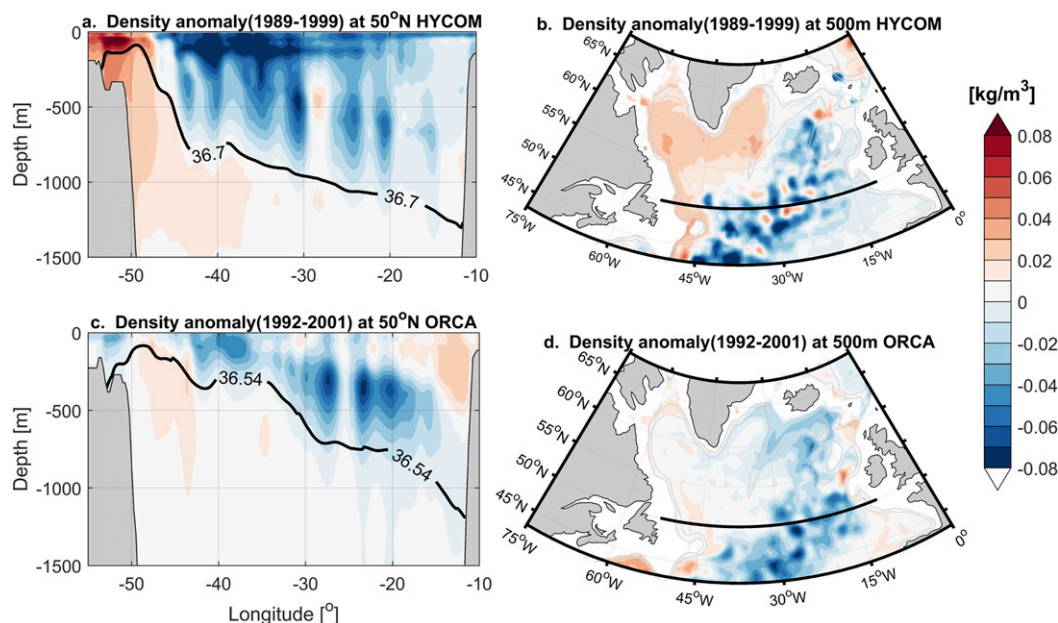 a. Density anomaly(1989-1999) at 50°N HYCOM
0
-500
-1000
-1500
Depth [m]
36.7
36.7
-50
-40
-30
-20
-10
b. Density anomaly(1989-1999) at 500m HYCOM
65°N
60°N
55°N
50°N
45°N
75°W
60°W
45°W
30°W
15°W
0°
[kg/m³]
0.08
0.06
0.04
0.02
0
-0.02
-0.04
-0.06
-0.08
c. Density anomaly(1992-2001) at 50°N ORCA
0
-500
-1000
-1500
Depth [m]
36.54
36.54
-50
-40
-30
-20
-10
Longitude [°]
d. Density anomaly(1992-2001) at 500m ORCA
65°N
60°N
55°N
50°N
45°N
75°W
60°W
45°W
30°W
15°W
0°